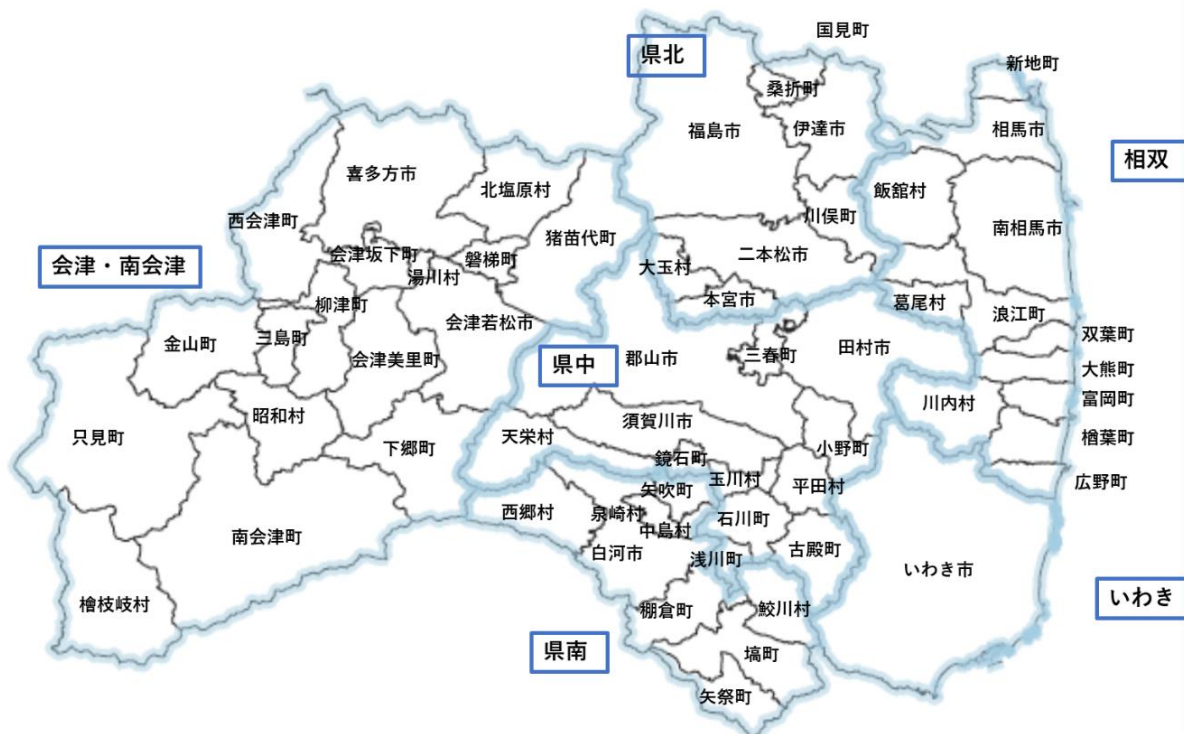 国見町
県北
新地町
桑折町
福島市
伊達市
相馬市
相双
喜多方市
北塩原村
飯舘村
川俣町
西会津町
猪苗代町
南相馬市
会津坂下町
磐梯町
二本松市
大玉村
会津・南会津
湯川村
柳津町
本宮市
葛尾村
浪江町
会津若松市
双葉町
金山町
三島町
会津美里町
県中
郡山市
三春町
田村市
大熊町
川内村
富岡町
昭和村
須賀川市
只見町
下郷町
天栄村
小野町
楢葉町
鏡石町
玉川村
平田村
広野町
矢吹町
西郷村
泉崎村
中島村
石川町
南会津町
白河市
浅川町
古殿町
いわき市
檜枝岐村
棚倉町
鮫川村
いわき
県南
塙町
矢祭町